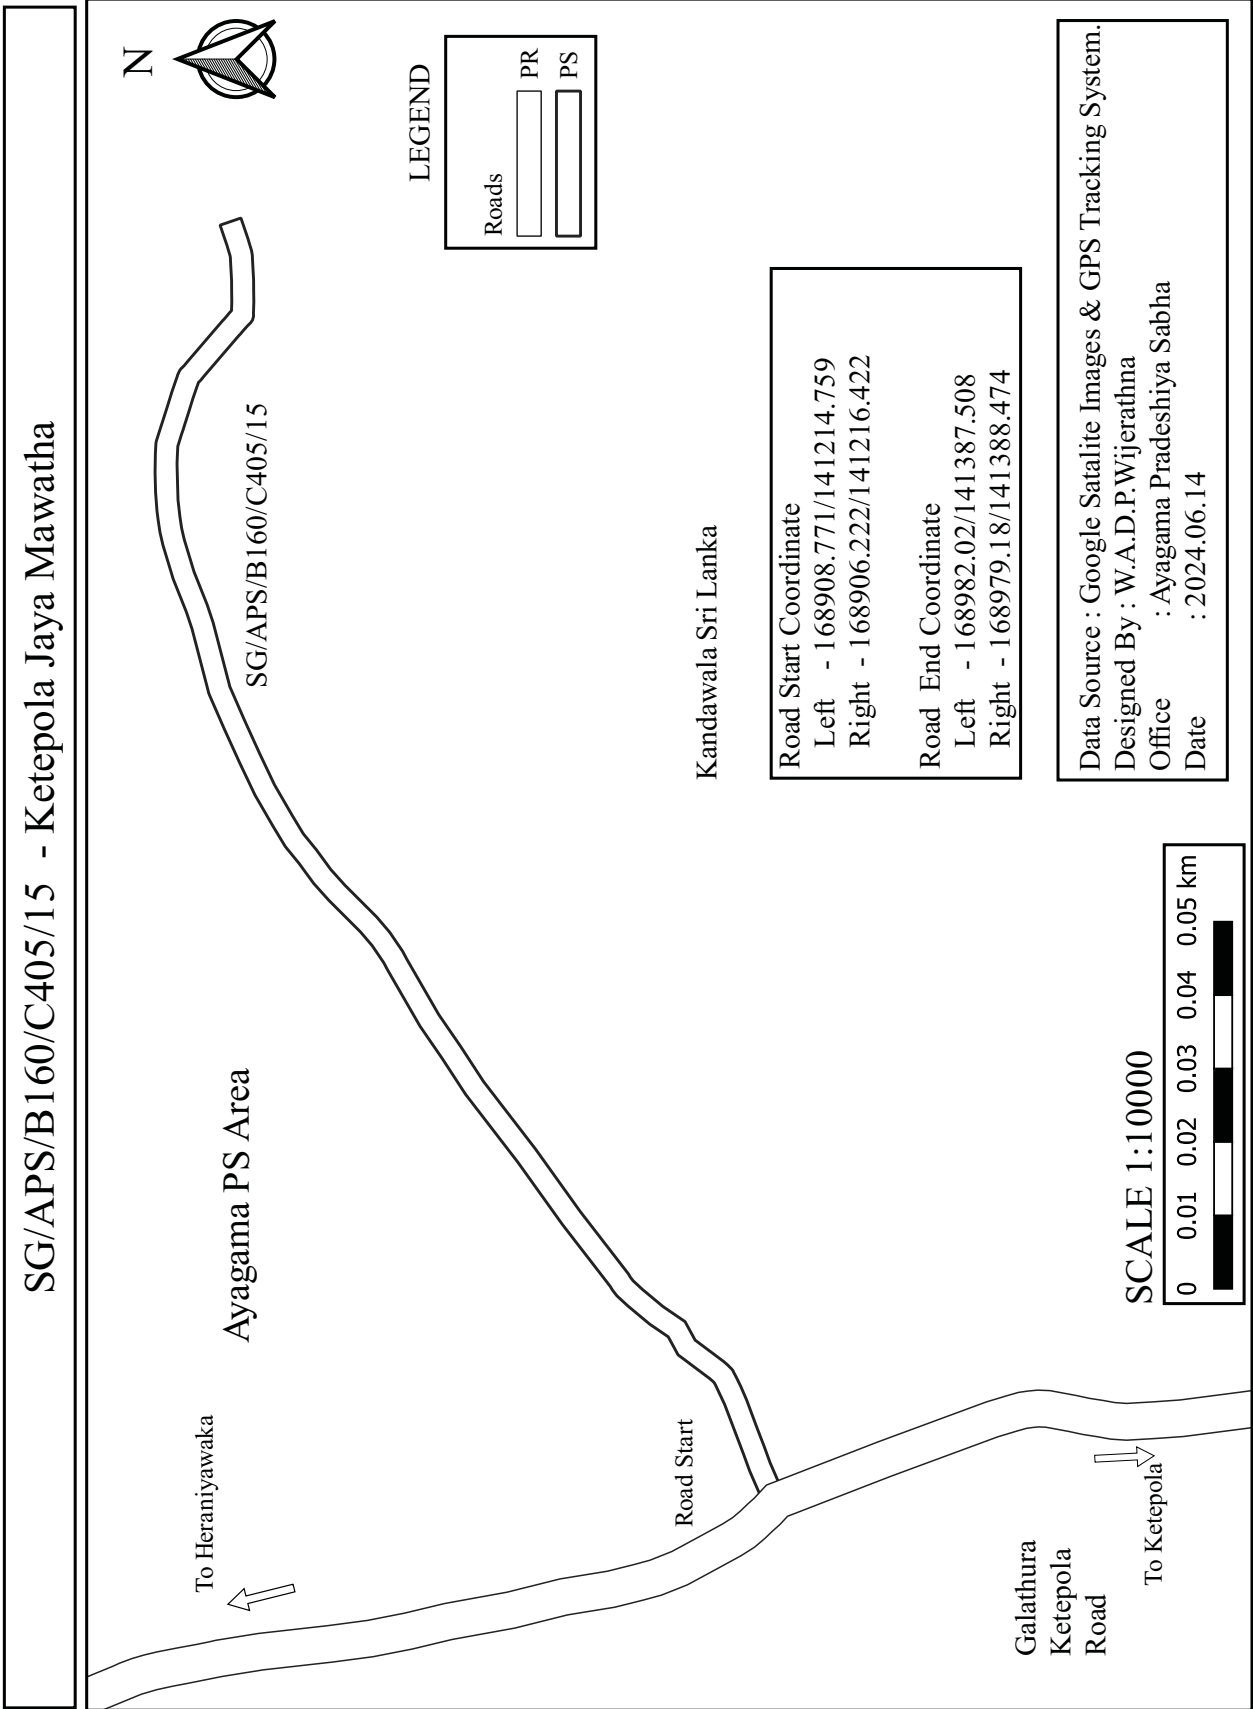 SG/APS/B160/C405/15 - Ketepola Jaya Mawatha
N
To Heraniyawaka
Ayagama PS Area
SG/APS/B160/C405/15
LEGEND
Roads
PR
PS
Road Start
Kandawala Sri Lanka
Road Start Coordinate
Left - 168908.771/141214.759
Right - 168906.222/141216.422
Road End Coordinate
Left - 168982.02/141387.508
Right - 168979.18/141388.474
Galathura
Ketepola
Road
To Ketepola
SCALE 1:10000
0 0.01 0.02 0.03 0.04 0.05 km
Data Source : Google Satalite Images & GPS Tracking System.
Designed By : W.A.D.P.Wijerathna
Office : Ayagama Pradeshiya Sabha
Date : 2024.06.14